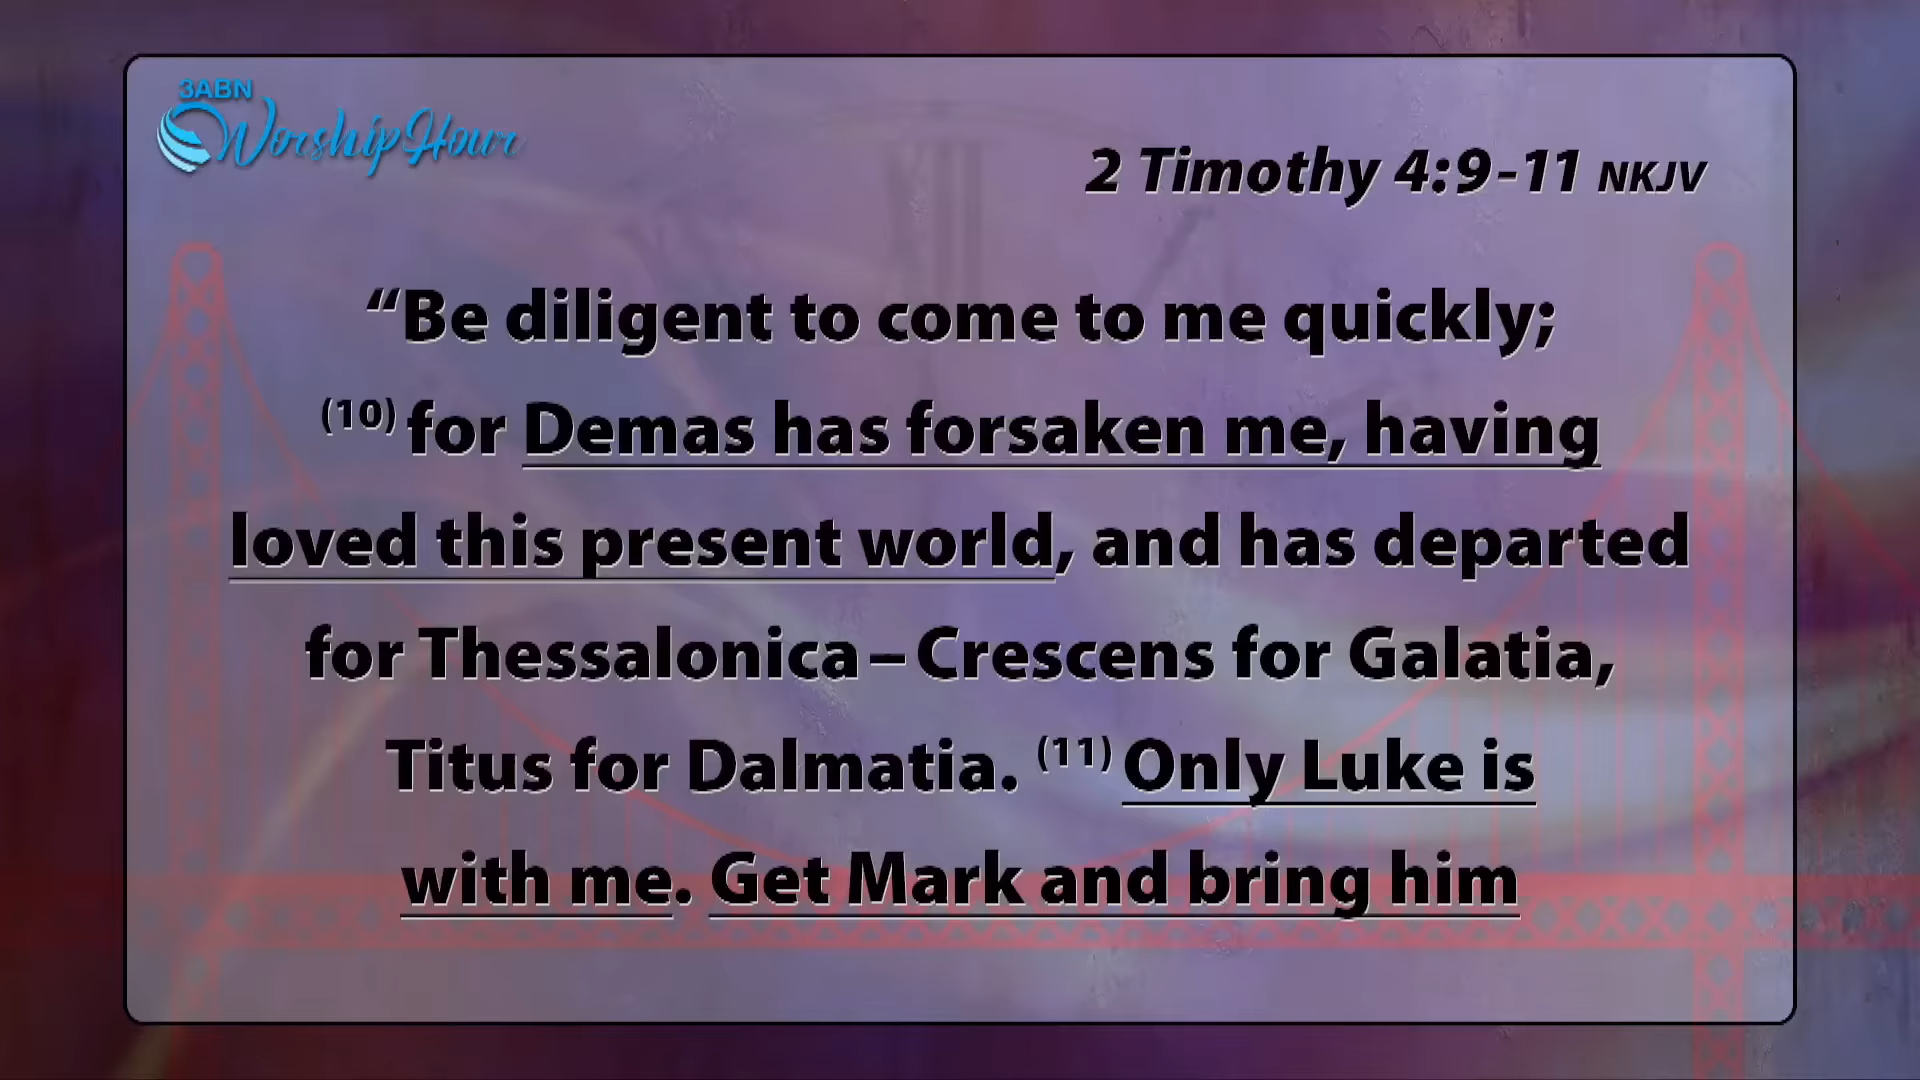 3ABN
Worship Hour
2 Timothy 4:9-11 NKJV
“Be diligent to come to me quickly;
(10) for Demas has forsaken me, having
loved this present world, and has departed
for Thessalonica – Crescens for Galatia,
Titus for Dalmatia. (11) Only Luke is
with me. Get Mark and bring him